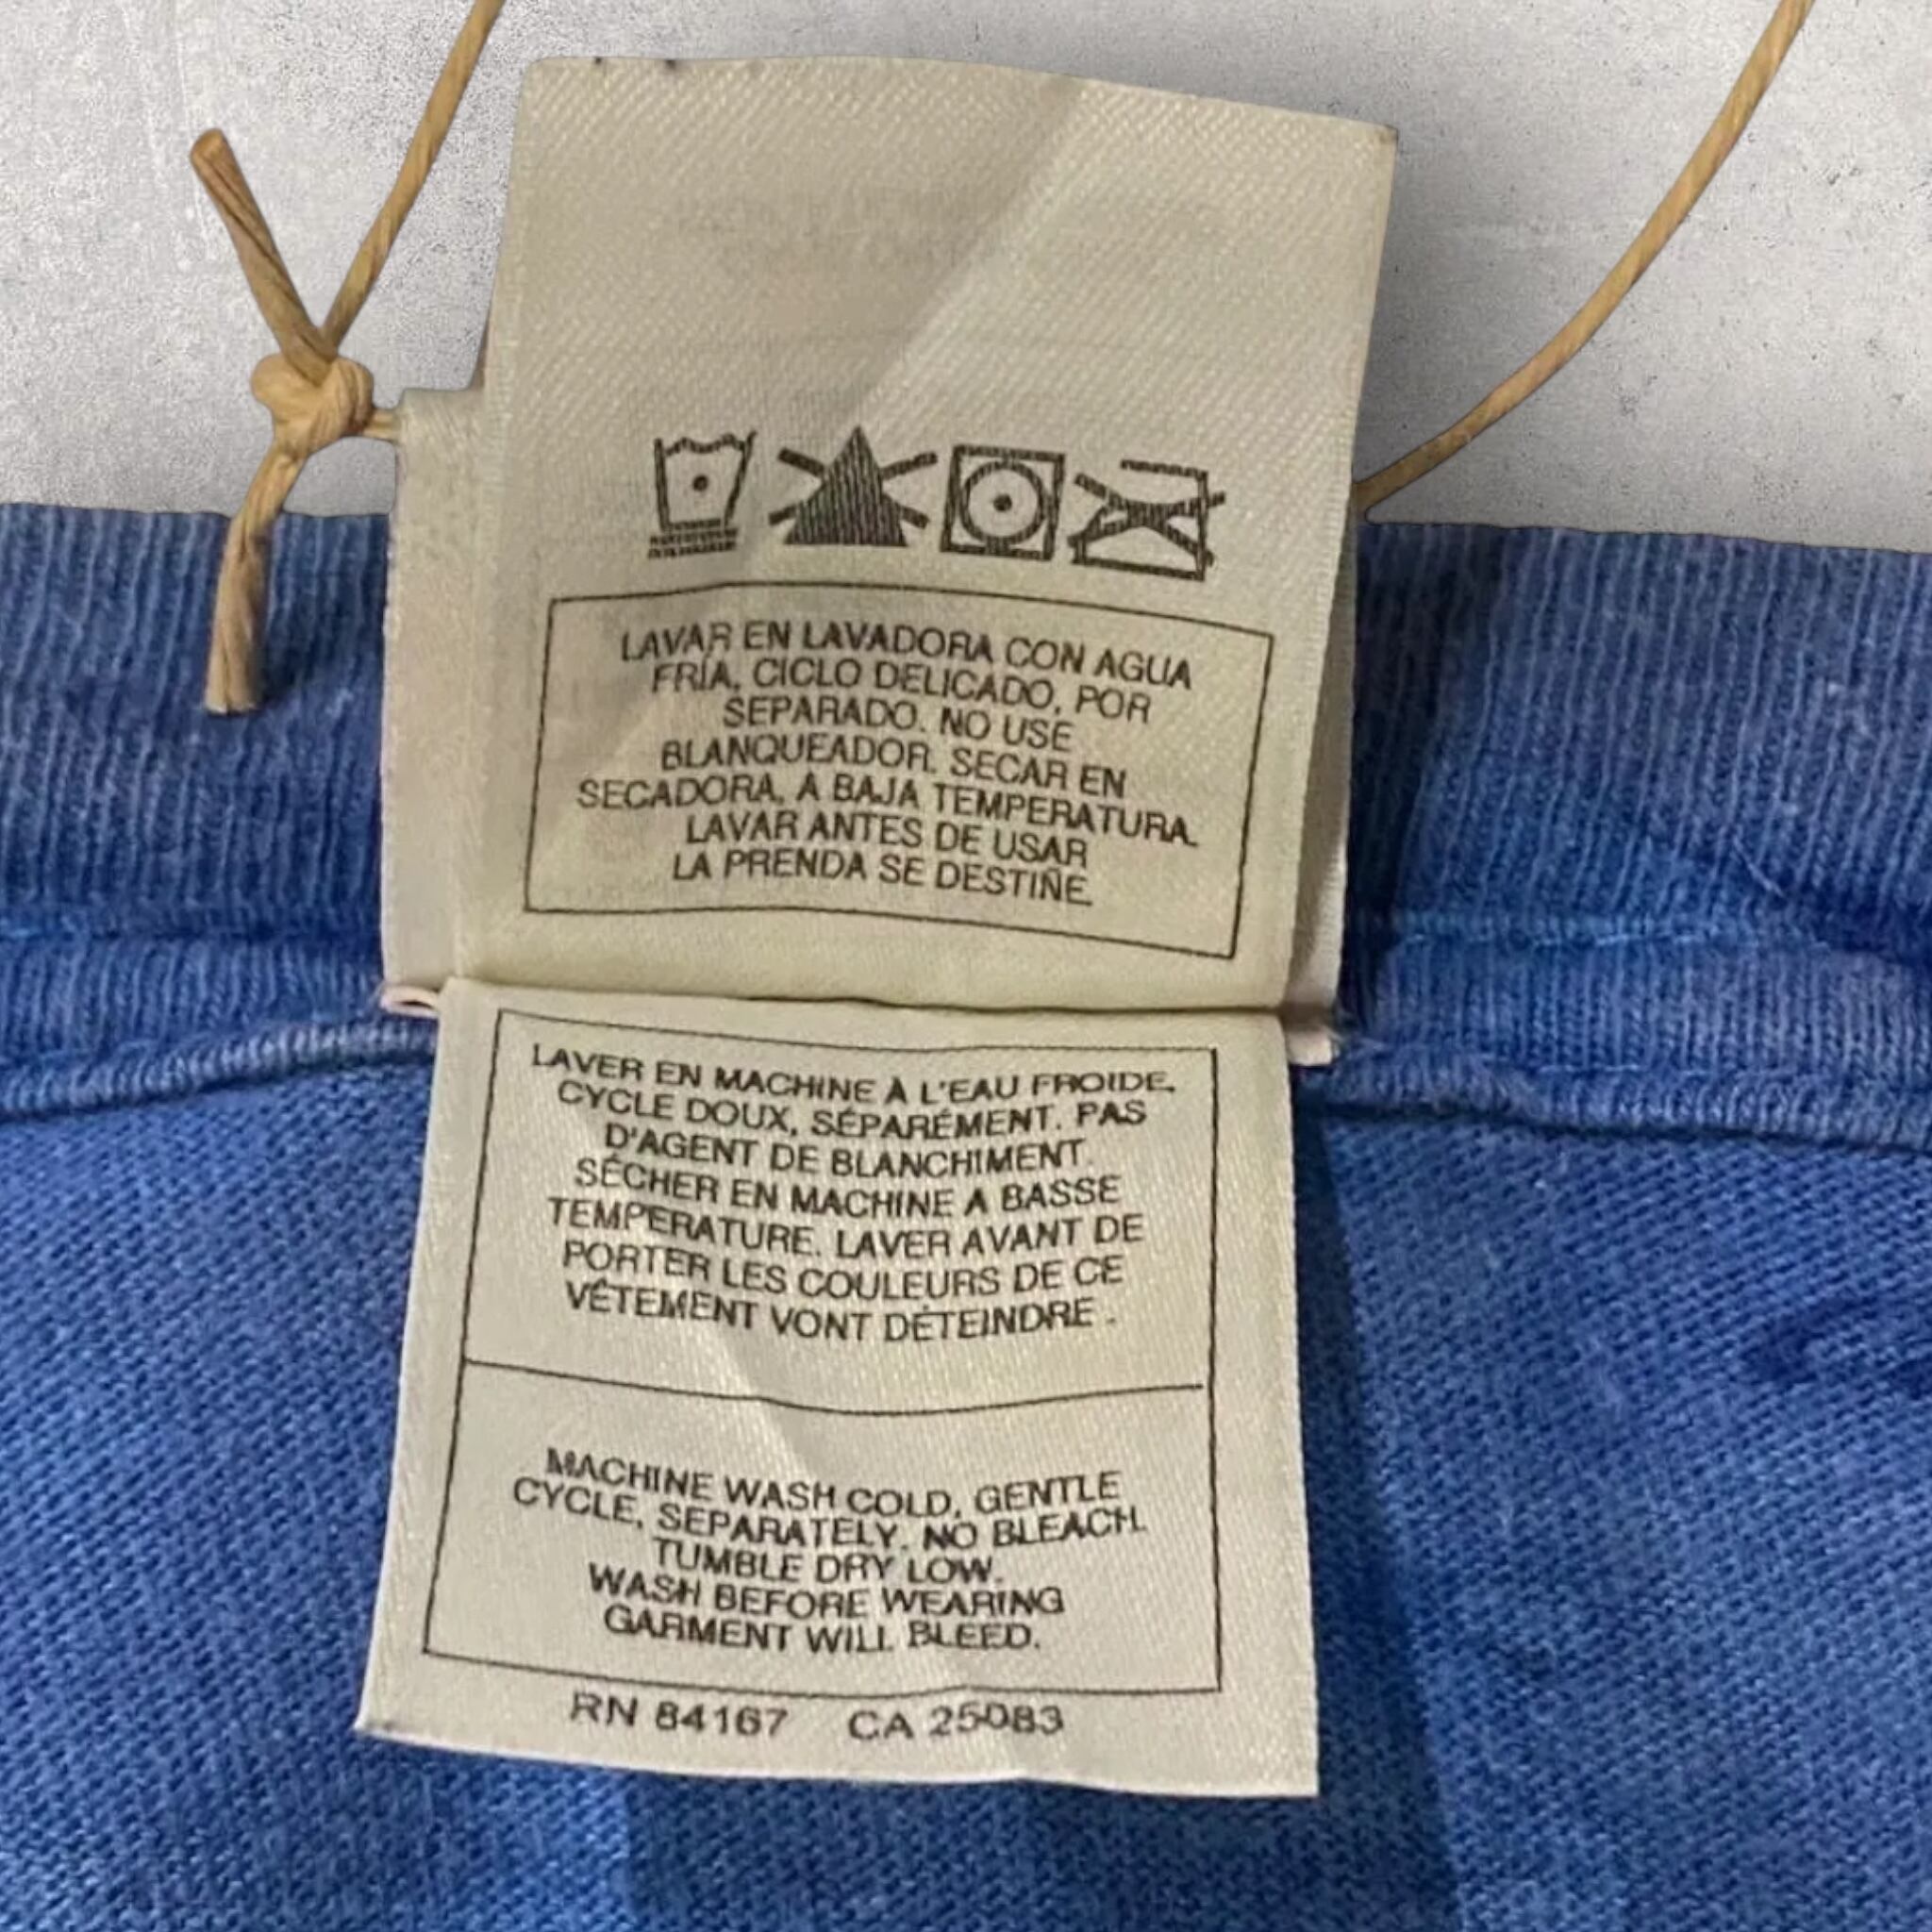 LAVAR EN LAVADORA CON AGUA
FRÍA, CICLO DELICADO, POR
SEPARADO. NO USE
BLANQUEADOR. SECAR EN
SECADORA, A BAJA TEMPERATURA.
LAVAR ANTES DE USAR
LA PRENDA SE DESTIÑE.
LAVER EN MACHINE À L'EAU FROIDE,
CYCLE DOUX, SÉPARÉMENT. PAS
D'AGENT DE BLANCHIMENT.
SÉCHER EN MACHINE A BASSE
TEMPERATURE. LAVER AVANT DE
PORTER LES COULEURS DE CE
VÊTEMENT VONT DÉTEINDRE.
MACHINE WASH COLD, GENTLE
CYCLE, SEPARATELY. NO BLEACH.
TUMBLE DRY LOW.
WASH BEFORE WEARING
GARMENT WILL BLEED.
RN 84167 CA 25083